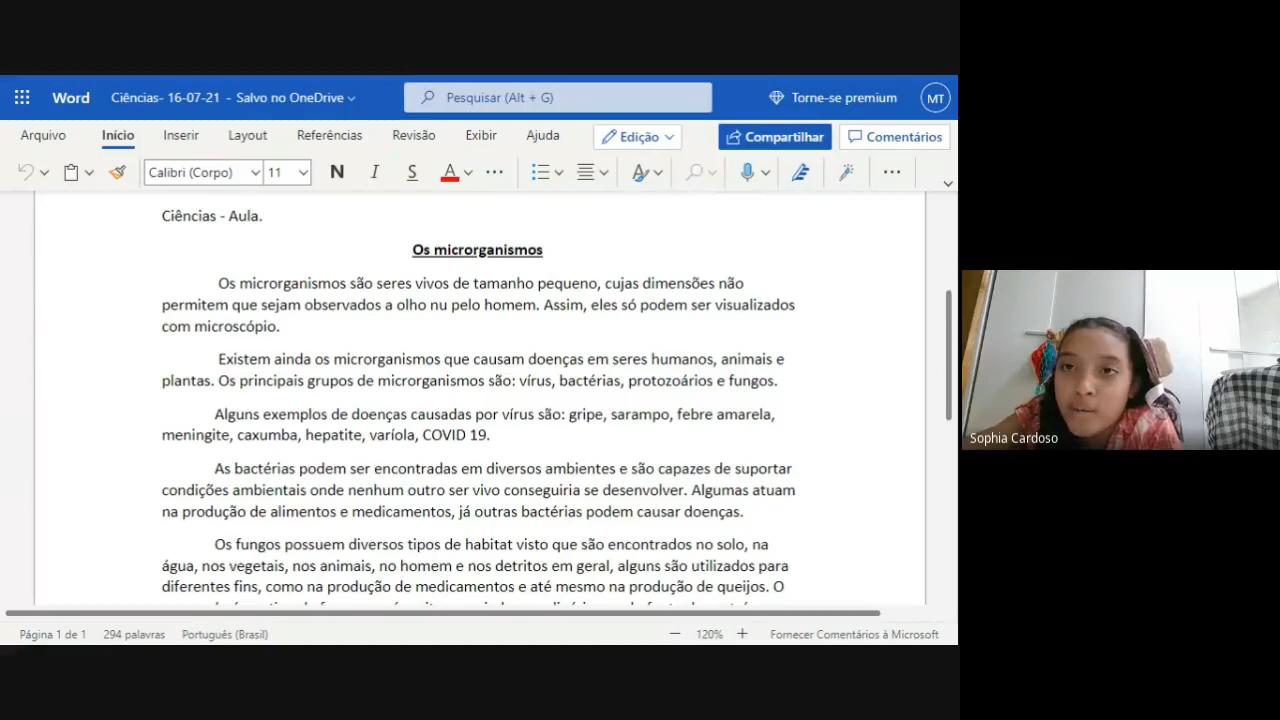 Word Ciências- 16-07-21 - Salvo no OneDrive Pesquisar (Alt + G) Torne-se premium MT
Arquivo Início Inserir Layout Referências Revisão Exibir Ajuda Edição Compartilhar Comentários
Calibri (Corpo) 11 N I S A
Ciências - Aula.
Os microrganismos
Os microrganismos são seres vivos de tamanho pequeno, cujas dimensões não
permitem que sejam observados a olho nu pelo homem. Assim, eles só podem ser visualizados
com microscópio.
Existem ainda os microrganismos que causam doenças em seres humanos, animais e
plantas. Os principais grupos de microrganismos são: vírus, bactérias, protozoários e fungos.
Alguns exemplos de doenças causadas por vírus são: gripe, sarampo, febre amarela,
meningite, caxumba, hepatite, varíola, COVID 19.
As bactérias podem ser encontradas em diversos ambientes e são capazes de suportar
condições ambientais onde nenhum outro ser vivo conseguiria se desenvolver. Algumas atuam
na produção de alimentos e medicamentos, já outras bactérias podem causar doenças.
Os fungos possuem diversos tipos de habitat visto que são encontrados no solo, na
água, nos vegetais, nos animais, no homem e nos detritos em geral, alguns são utilizados para
diferentes fins, como na produção de medicamentos e até mesmo na produção de queijos. O
Página 1 de 1 294 palavras Português (Brasil) 120% Fornecer Comentários à Microsoft
Sophia Cardoso